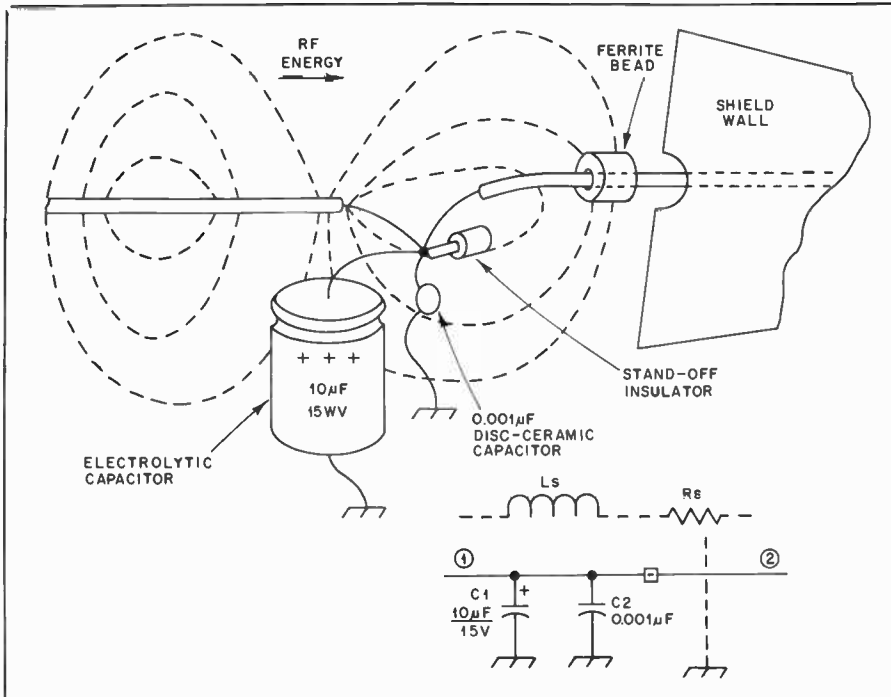 RF
ENERGY
FERRITE
BEAD
SHIELD
WALL
+ + +
10µF
15WV
STAND-OFF
INSULATOR
0.001µF
DISC-CERAMIC
CAPACITOR
ELECTROLYTIC
CAPACITOR
Ls
Rs
1
2
C1
+
10µF
15V
C2
0.001µF